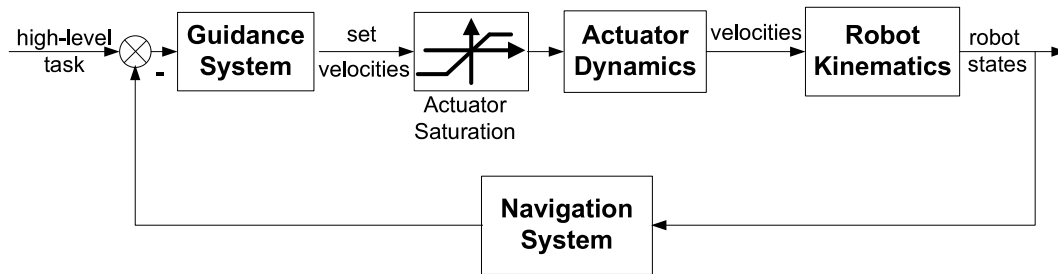 high-level
task
-
Guidance
System
set
velocities
Actuator
Saturation
Actuator
Dynamics
velocities
Robot
Kinematics
robot
states
Navigation
System